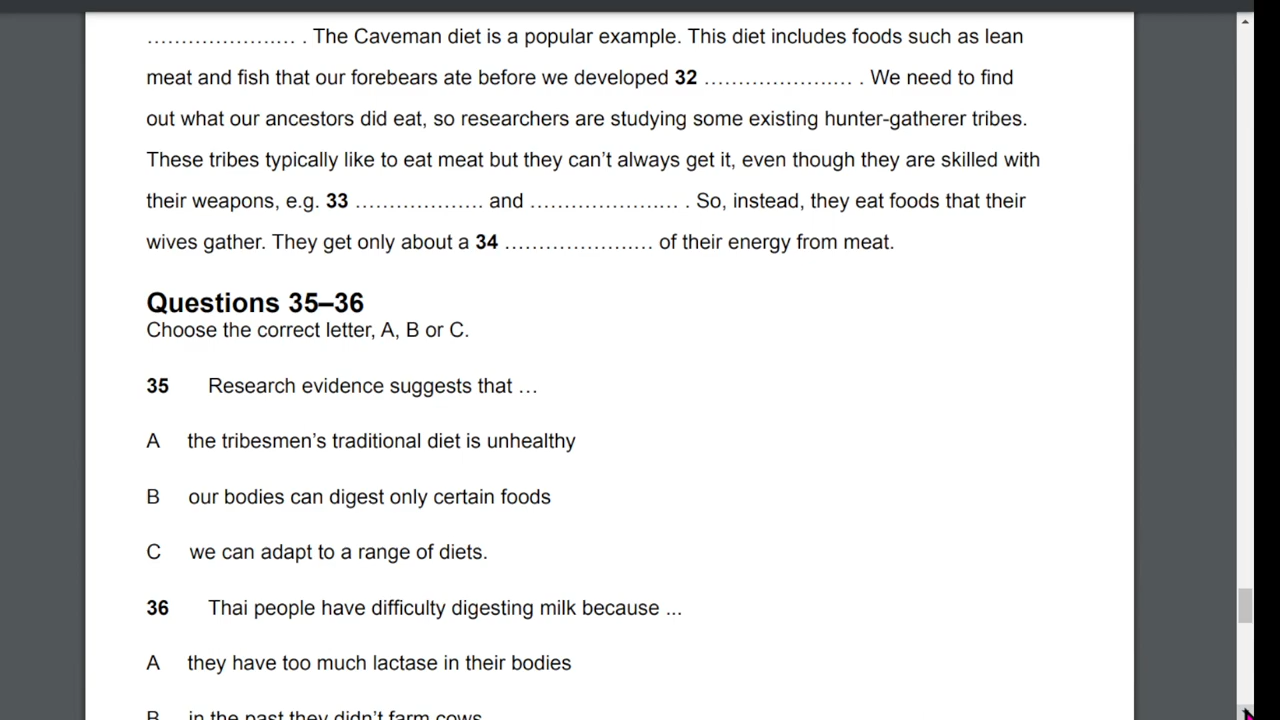 ...................... . The Caveman diet is a popular example. This diet includes foods such as lean
meat and fish that our forebears ate before we developed 32 ...................... . We need to find
out what our ancestors did eat, so researchers are studying some existing hunter-gatherer tribes.
These tribes typically like to eat meat but they can’t always get it, even though they are skilled with
their weapons, e.g. 33 ................... and ...................... . So, instead, they eat foods that their
wives gather. They get only about a 34 ...................... of their energy from meat.
Questions 35–36
Choose the correct letter, A, B or C.
35 Research evidence suggests that …
A the tribesmen’s traditional diet is unhealthy
B our bodies can digest only certain foods
C we can adapt to a range of diets.
36 Thai people have difficulty digesting milk because ...
A they have too much lactase in their bodies
B in the past they didn’t farm cows